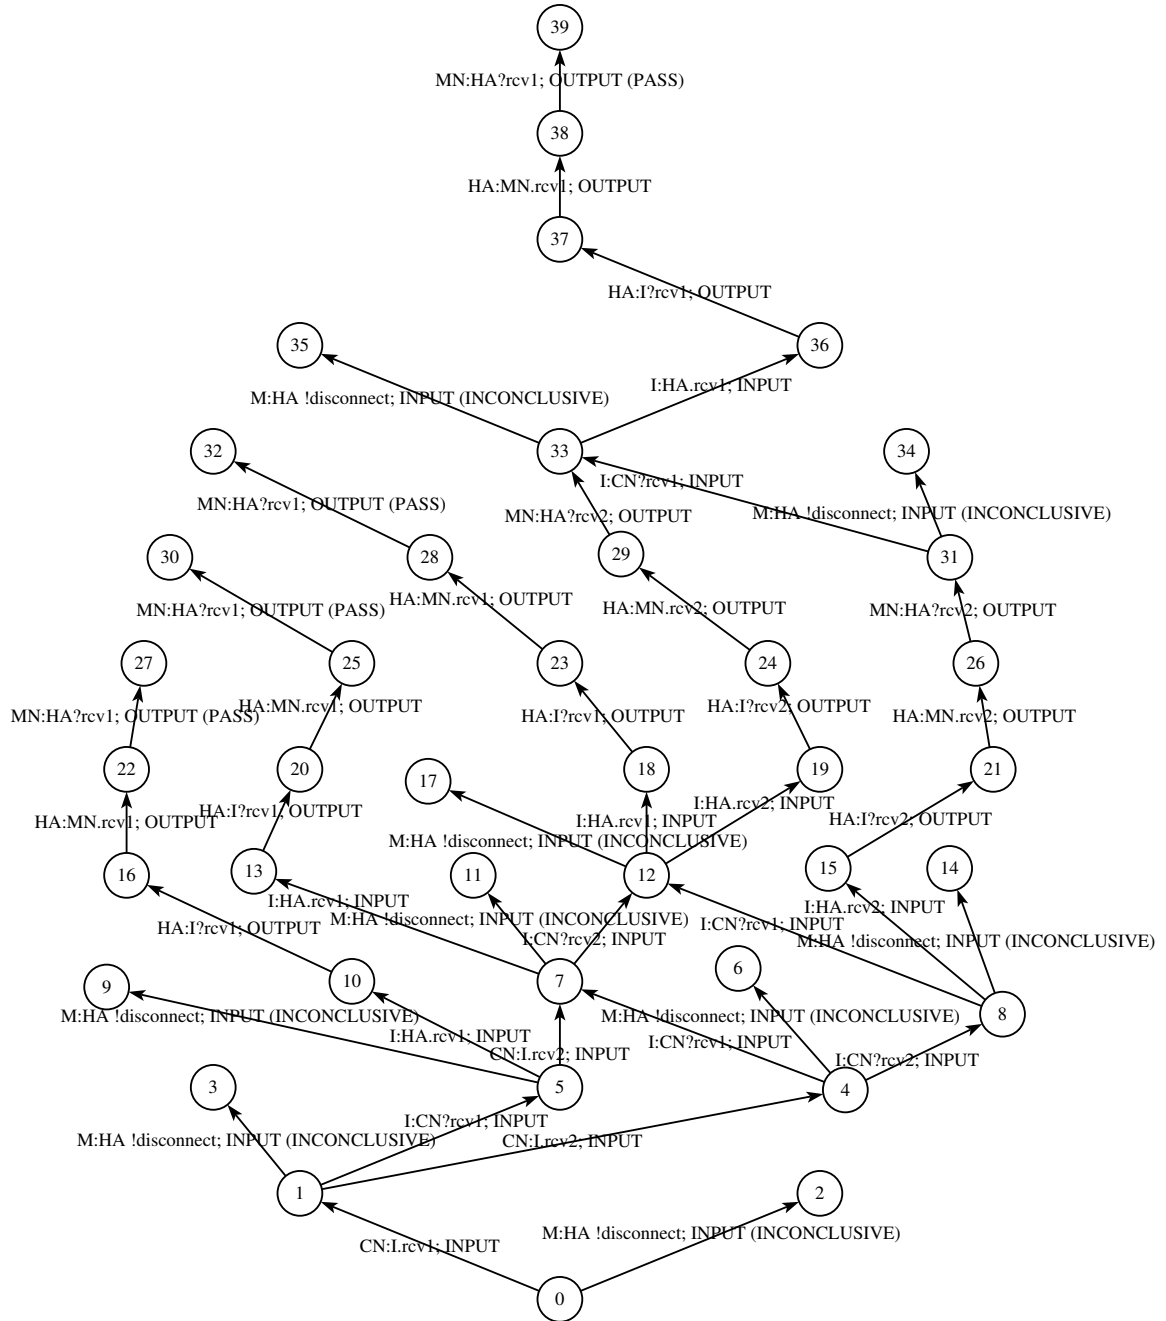 39
MN:HA?rcv1; OUTPUT (PASS)
38
HA:MN.rcv1; OUTPUT
37
HA:I?rcv1; OUTPUT
35
36
I:HA.rcv1; INPUT
M:HA !disconnect; INPUT (INCONCLUSIVE)
32
33
34
I:CN?rcv1; INPUT
MN:HA?rcv1; OUTPUT (PASS)
MN:HA?rcv2; OUTPUT
M:HA !disconnect; INPUT (INCONCLUSIVE)
30
28
29
31
HA:MN.rcv1; OUTPUT
MN:HA?rcv1; OUTPUT (PASS)
HA:MN.rcv2; OUTPUT
MN:HA?rcv2; OUTPUT
27
25
23
24
26
MN:HA?rcv1; OUTPUT (PASS)
HA:MN.rcv1; OUTPUT
HA:I?rcv1; OUTPUT
HA:I?rcv2; OUTPUT
HA:MN.rcv2; OUTPUT
22
20
17
18
19
21
HA:MN.rcv1; OUTPUT
HA:I?rcv1; OUTPUT
I:HA.rcv1; INPUT
I:HA.rcv2; INPUT
HA:I?rcv2; OUTPUT
M:HA !disconnect; INPUT (INCONCLUSIVE)
16
13
11
12
15
14
I:HA.rcv1; INPUT
I:HA.rcv2; INPUT
HA:I?rcv1; OUTPUT
M:HA !disconnect; INPUT (INCONCLUSIVE)
I:CN?rcv1; INPUT
I:CN?rcv2; INPUT
M:HA !disconnect; INPUT (INCONCLUSIVE)
9
10
7
6
8
M:HA !disconnect; INPUT (INCONCLUSIVE)
M:HA !disconnect; INPUT (INCONCLUSIVE)
I:HA.rcv1; INPUT
I:CN?rcv1; INPUT
CN:I.rcv2; INPUT
I:CN?rcv2; INPUT
3
5
4
I:CN?rcv1; INPUT
M:HA !disconnect; INPUT (INCONCLUSIVE)
CN:I.rcv2; INPUT
1
2
M:HA !disconnect; INPUT (INCONCLUSIVE)
CN:I.rcv1; INPUT
0